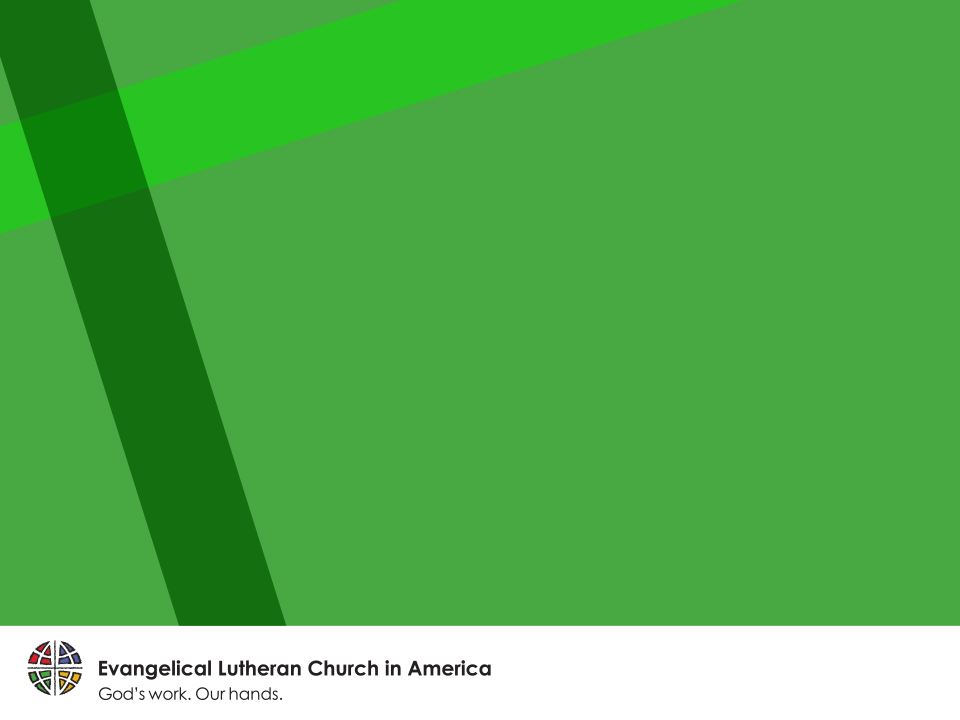 Evangelical Lutheran Church in America
God's work. Our hands.